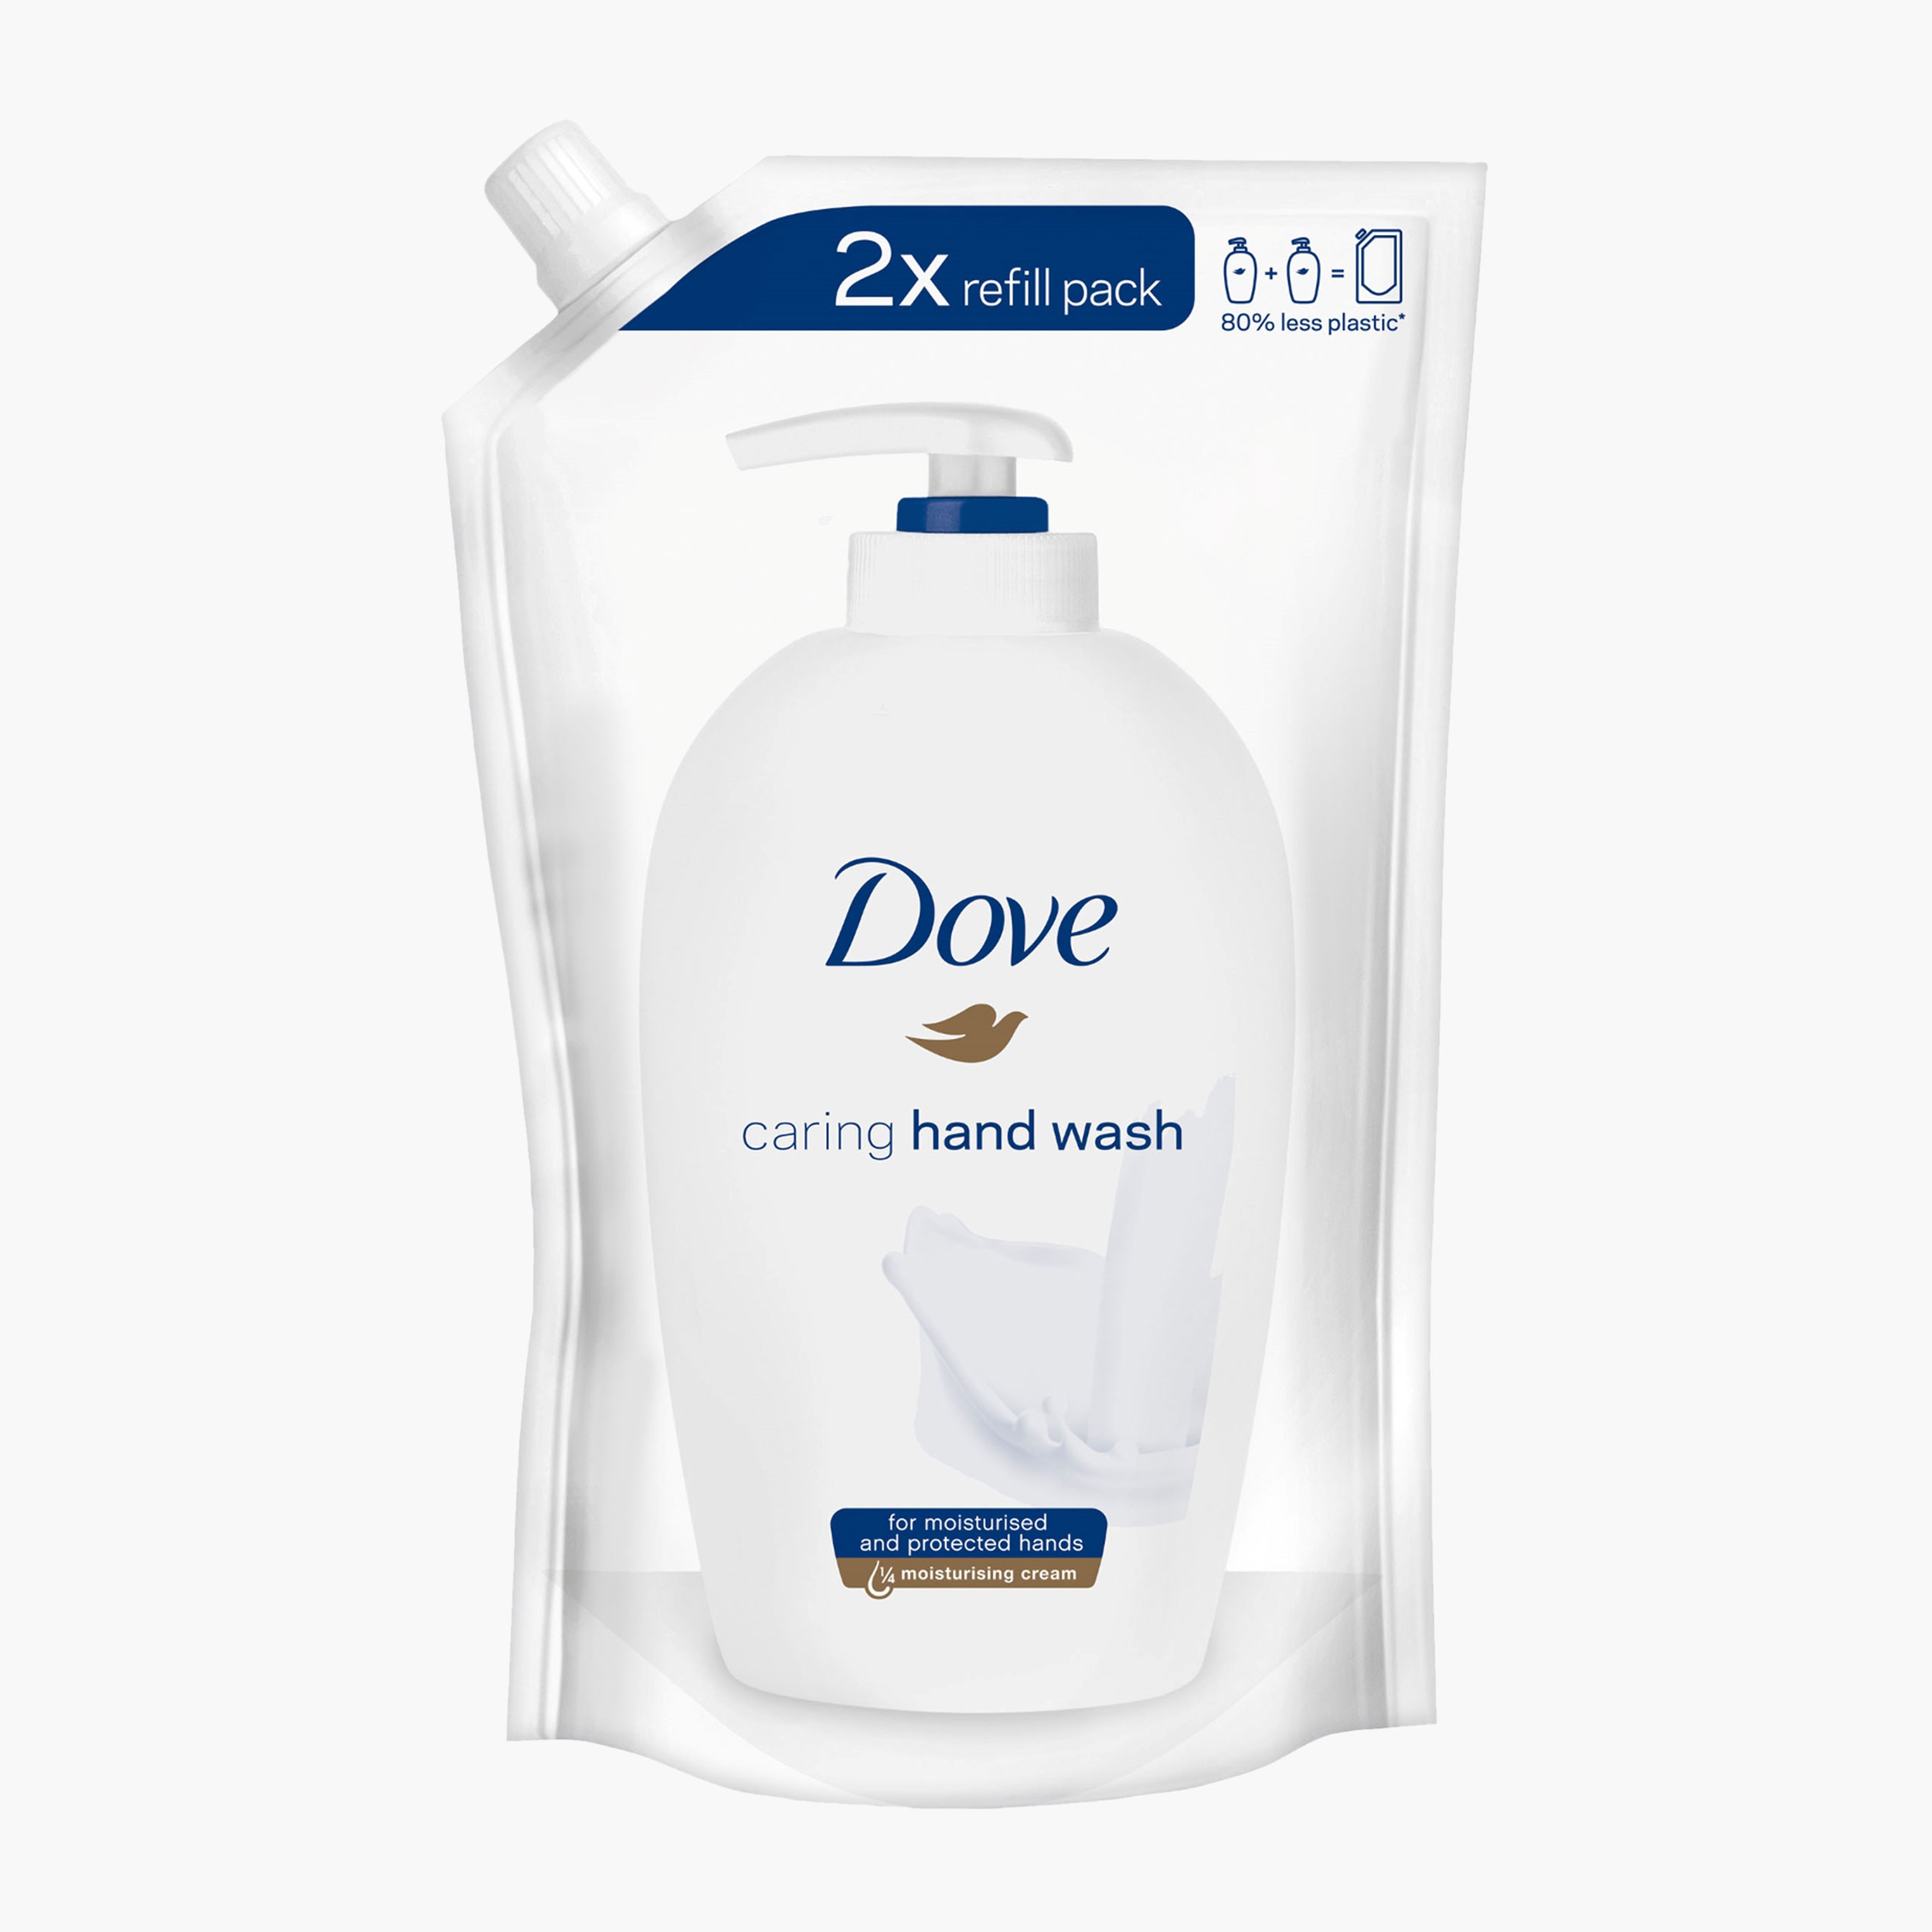 2x refill pack
+ =
80% less plastic*
Dove
caring hand wash
for moisturised
and protected hands
¼ moisturising cream